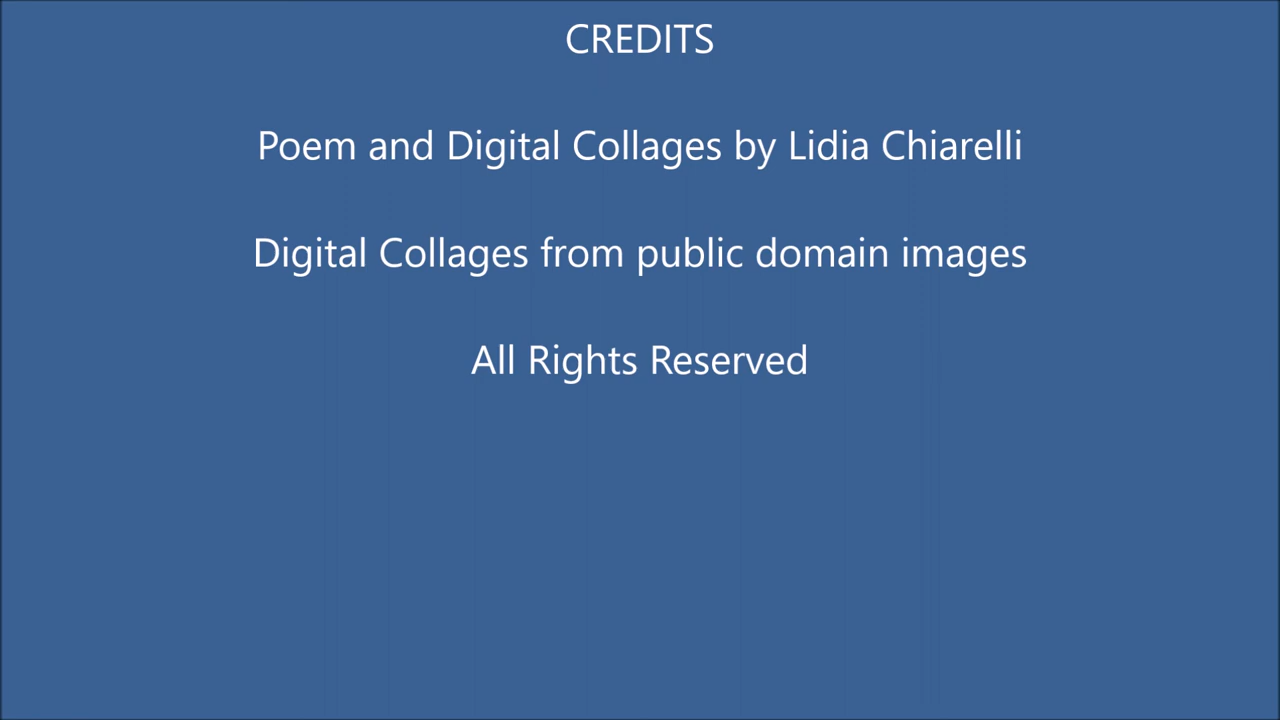 CREDITS
Poem and Digital Collages by Lidia Chiarelli
Digital Collages from public domain images
All Rights Reserved